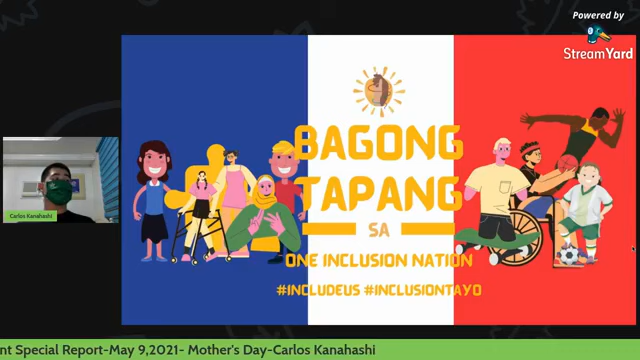 Powered by
StreamYard
BAGONG
TAPANG
SA
ONE INCLUSION NATION
#INCLUDEUS #INCLUSIONTAYO
Carlos Kanahashi
nt Special Report-May 9,2021- Mother's Day-Carlos Kanahashi